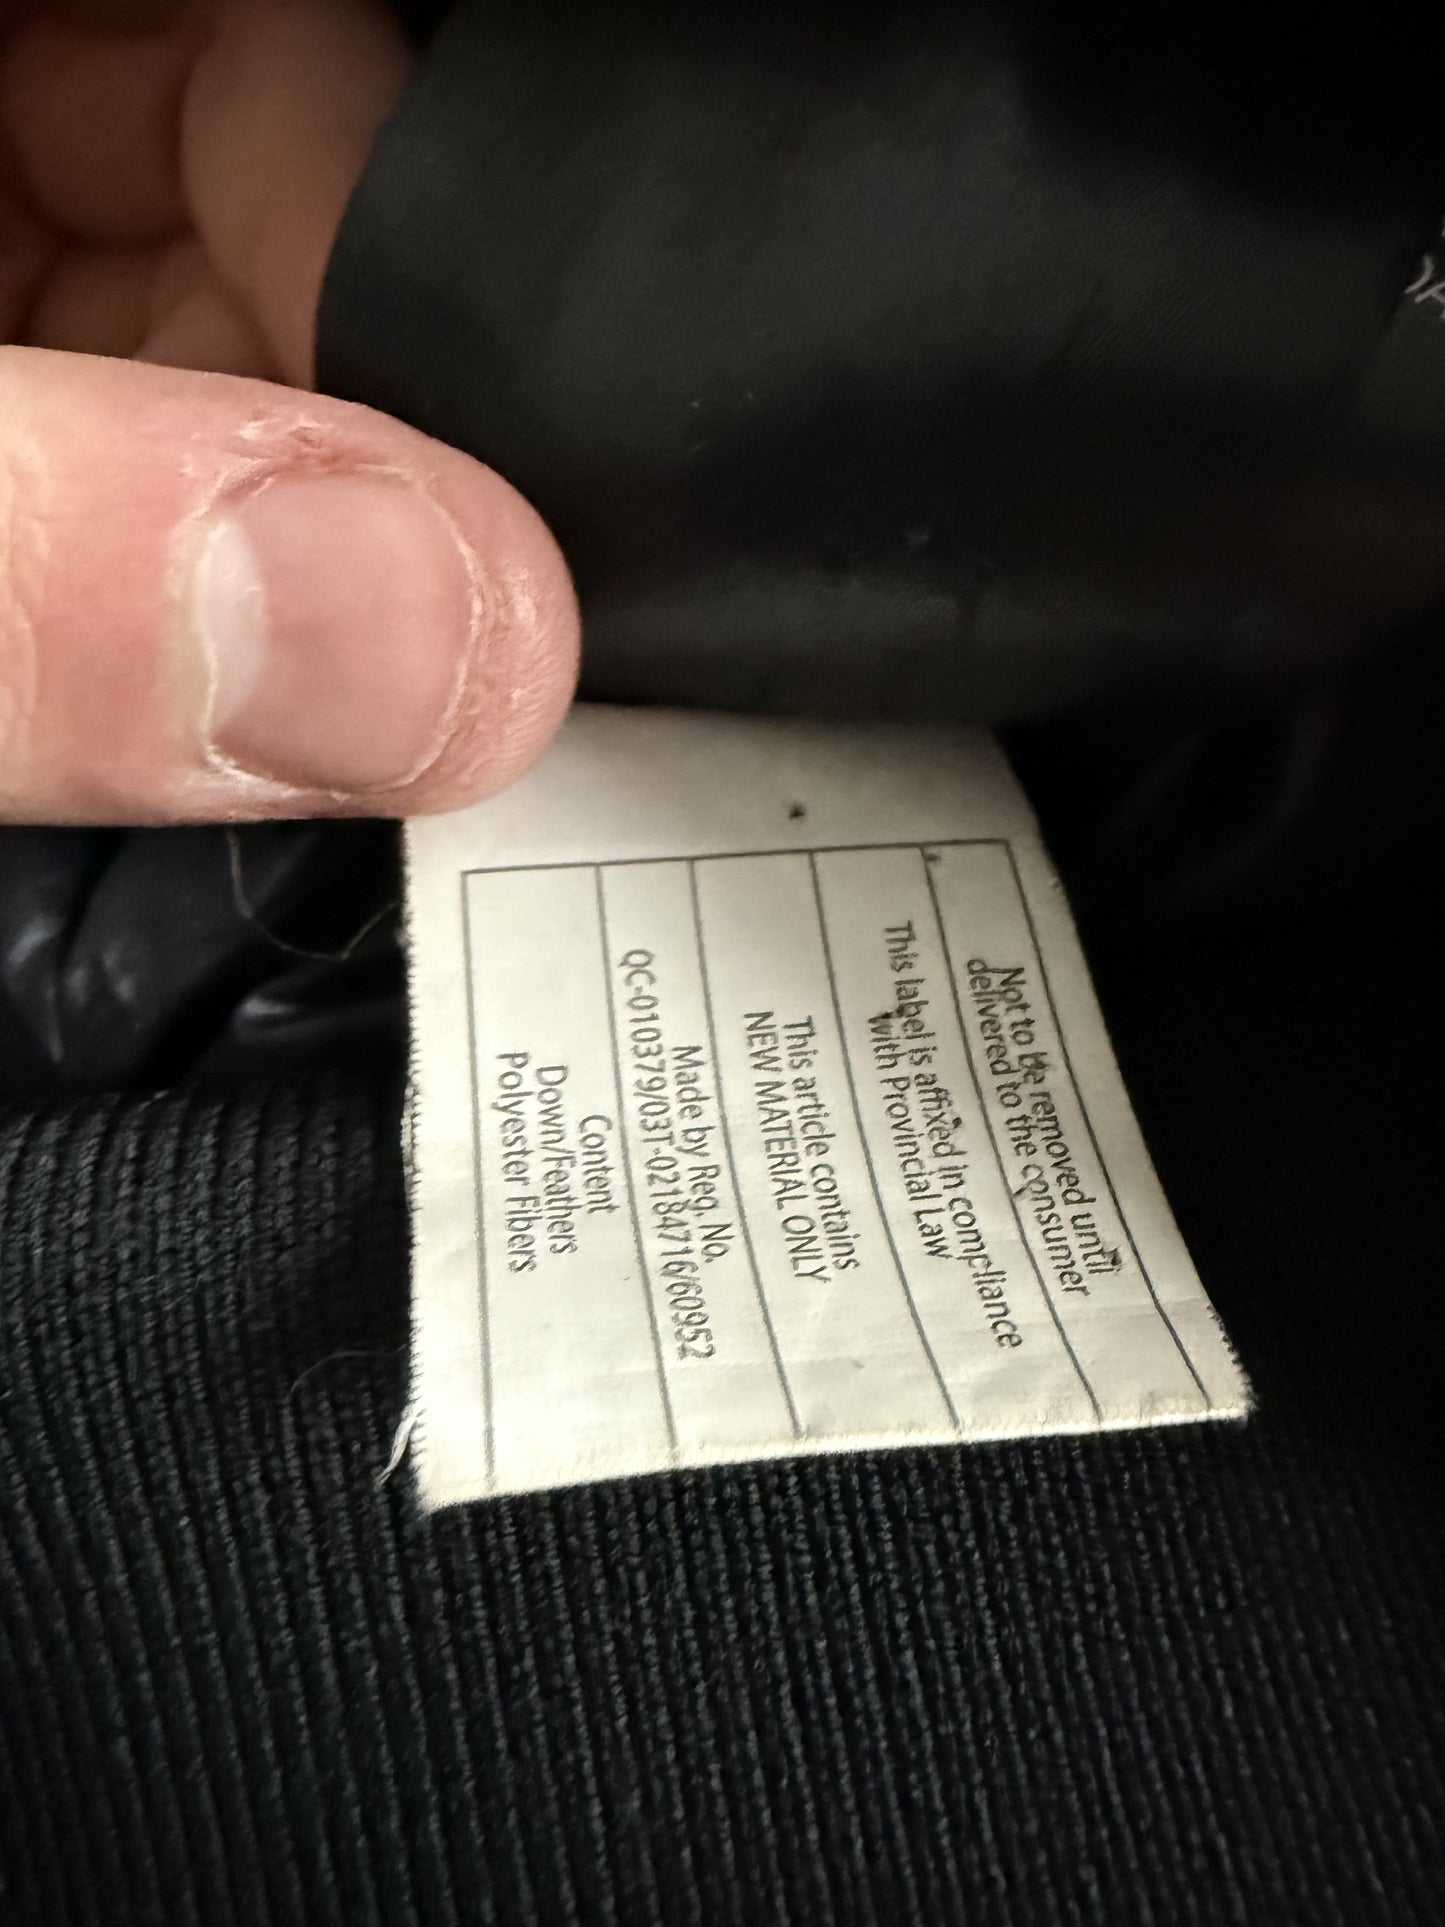 Not to be removed until
delivered to the consumer
This label is affixed in compliance
with Provincial Law
This article contains
NEW MATERIAL ONLY
Made by Reg. No.
QC-010379/03T-02184716/60952
Content
Down/Feathers
Polyester Fibers